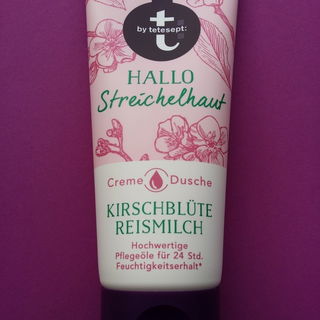 t
by tetesept:
HALLO
Streichelhaut
Creme Dusche
KIRSCHBLÜTE
REISMILCH
Hochwertige
Pflegeöle für 24 Std.
Feuchtigkeitserhalt*